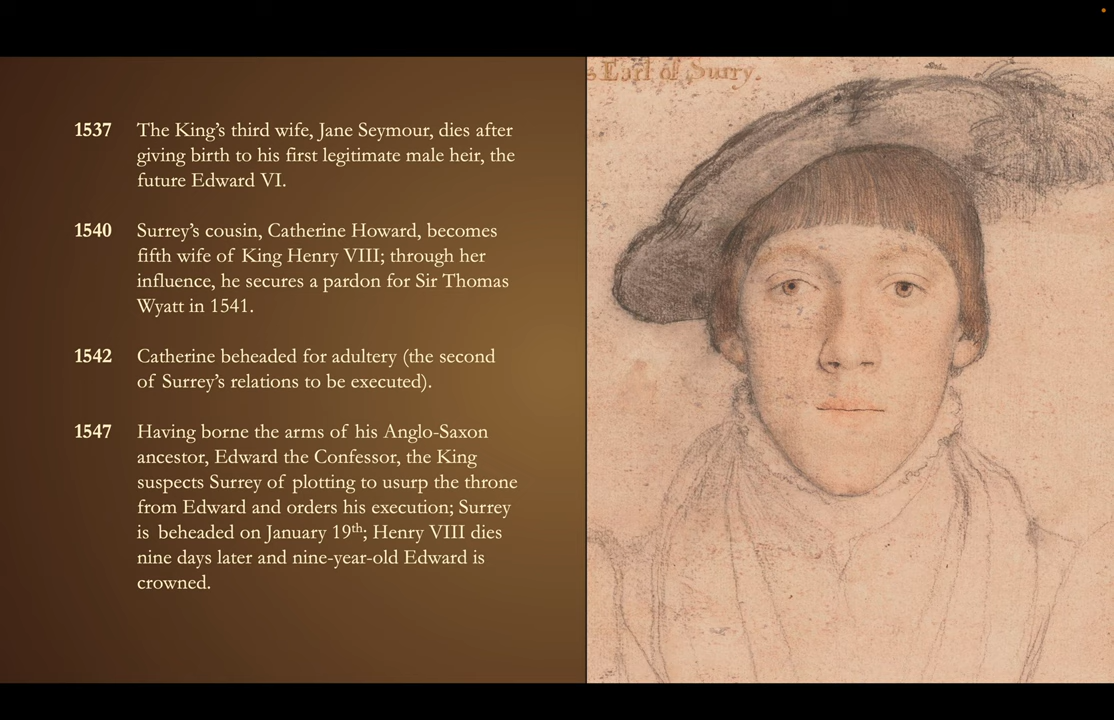 1537 The King's third wife, Jane Seymour, dies after
giving birth to his first legitimate male heir, the
future Edward VI.
1540 Surrey's cousin, Catherine Howard, becomes
fifth wife of King Henry VIII; through her
influence, he secures a pardon for Sir Thomas
Wyatt in 1541.
1542 Catherine beheaded for adultery (the second
of Surrey's relations to be executed).
1547 Having borne the arms of his Anglo-Saxon
ancestor, Edward the Confessor, the King
suspects Surrey of plotting to usurp the throne
from Edward and orders his execution; Surrey
is beheaded on January 19th; Henry VIII dies
nine days later and nine-year-old Edward is
crowned.
s Earl of Surry.